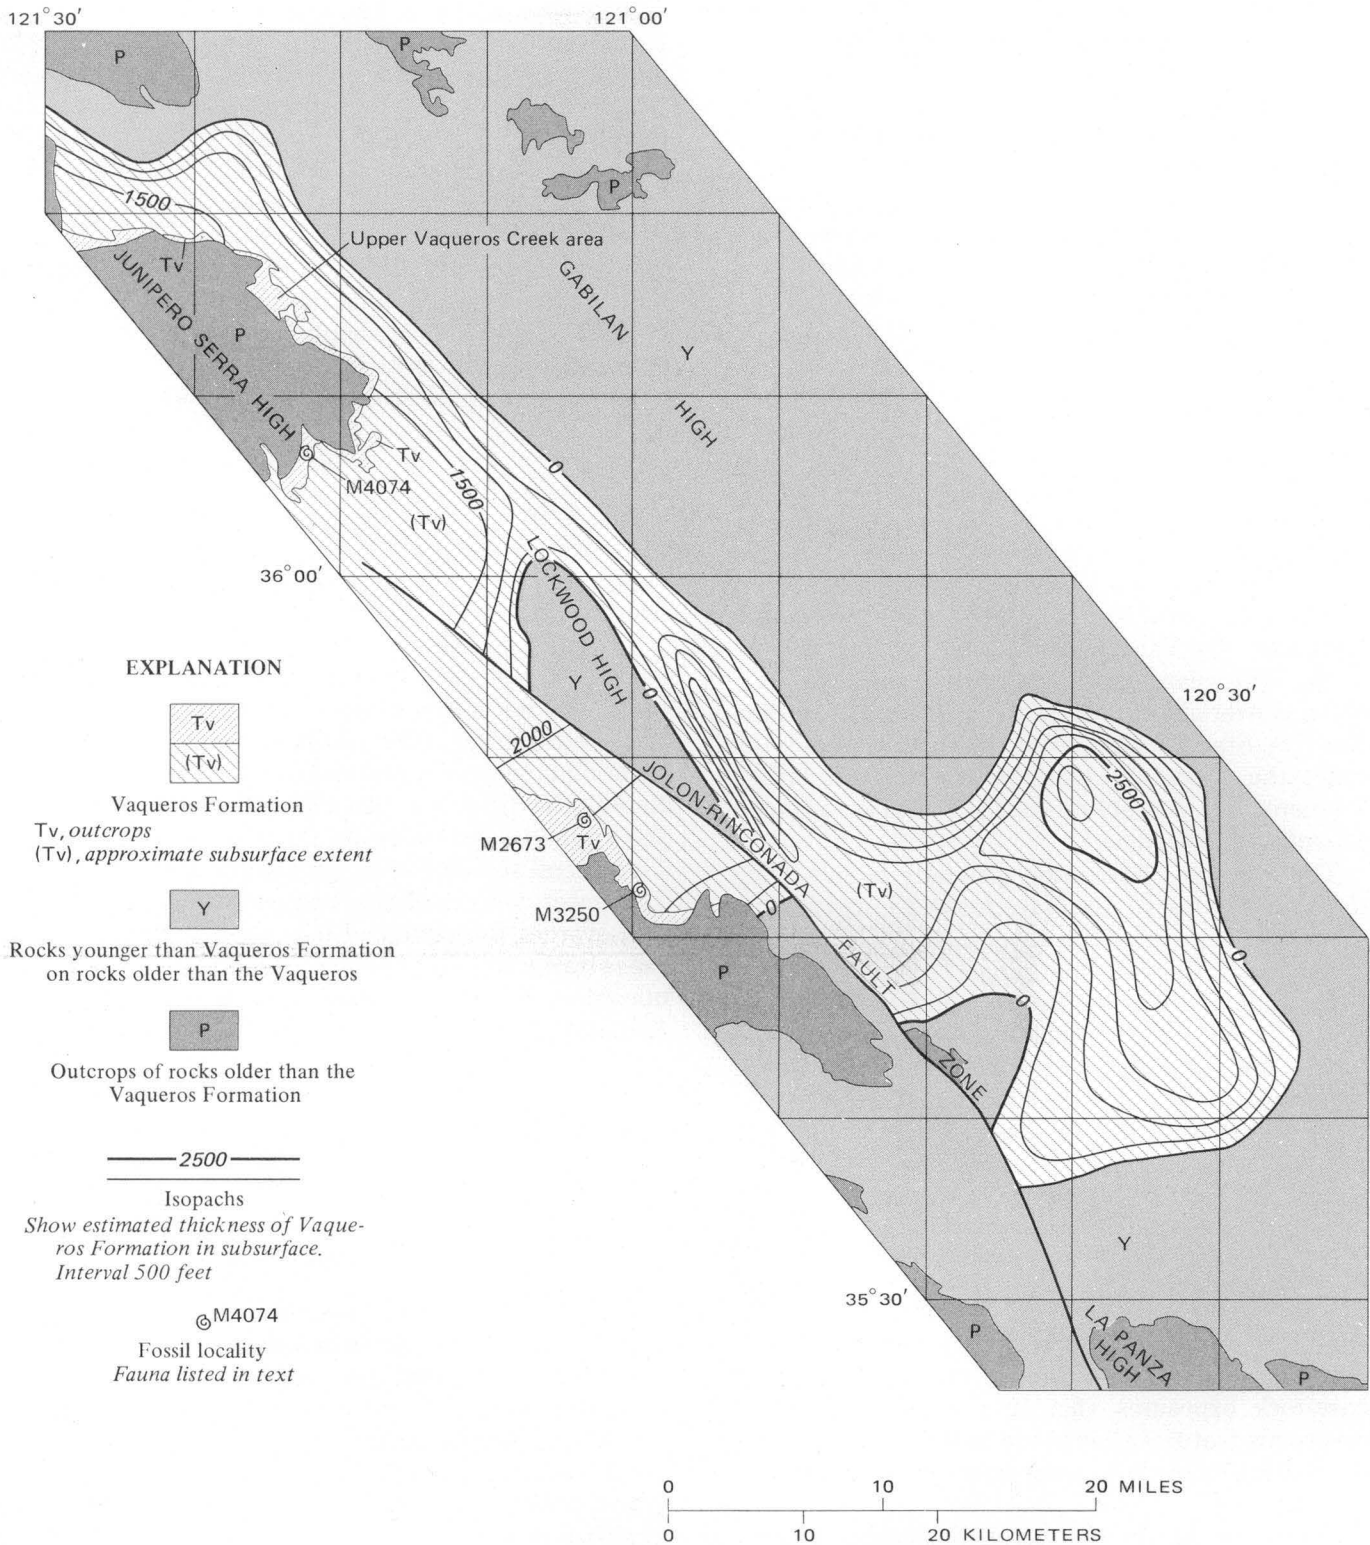 121°30′
121°00′
P
P
P
1500
Upper Vaqueros Creek area
Tv
JUNIPERO SERRA HIGH
P
GABILAN
HIGH
Y
0
Tv
M4074
1500
(Tv)
36°00′
LOCKWOOD HIGH
Y
0
120°30′
2000
JOLON-RINCONADA
FAULT
ZONE
2500
M2673
Tv
M3250
0
(Tv)
P
0
0
Y
35°30′
P
LA PANZA
HIGH
P
EXPLANATION
Tv
(Tv)
Vaqueros Formation
Tv, outcrops
(Tv), approximate subsurface extent
Y
Rocks younger than Vaqueros Formation
on rocks older than the Vaqueros
P
Outcrops of rocks older than the
Vaqueros Formation
2500
Isopachs
Show estimated thickness of Vaque-
ros Formation in subsurface.
Interval 500 feet
M4074
Fossil locality
Fauna listed in text
0 10 20 MILES
0 10 20 KILOMETERS